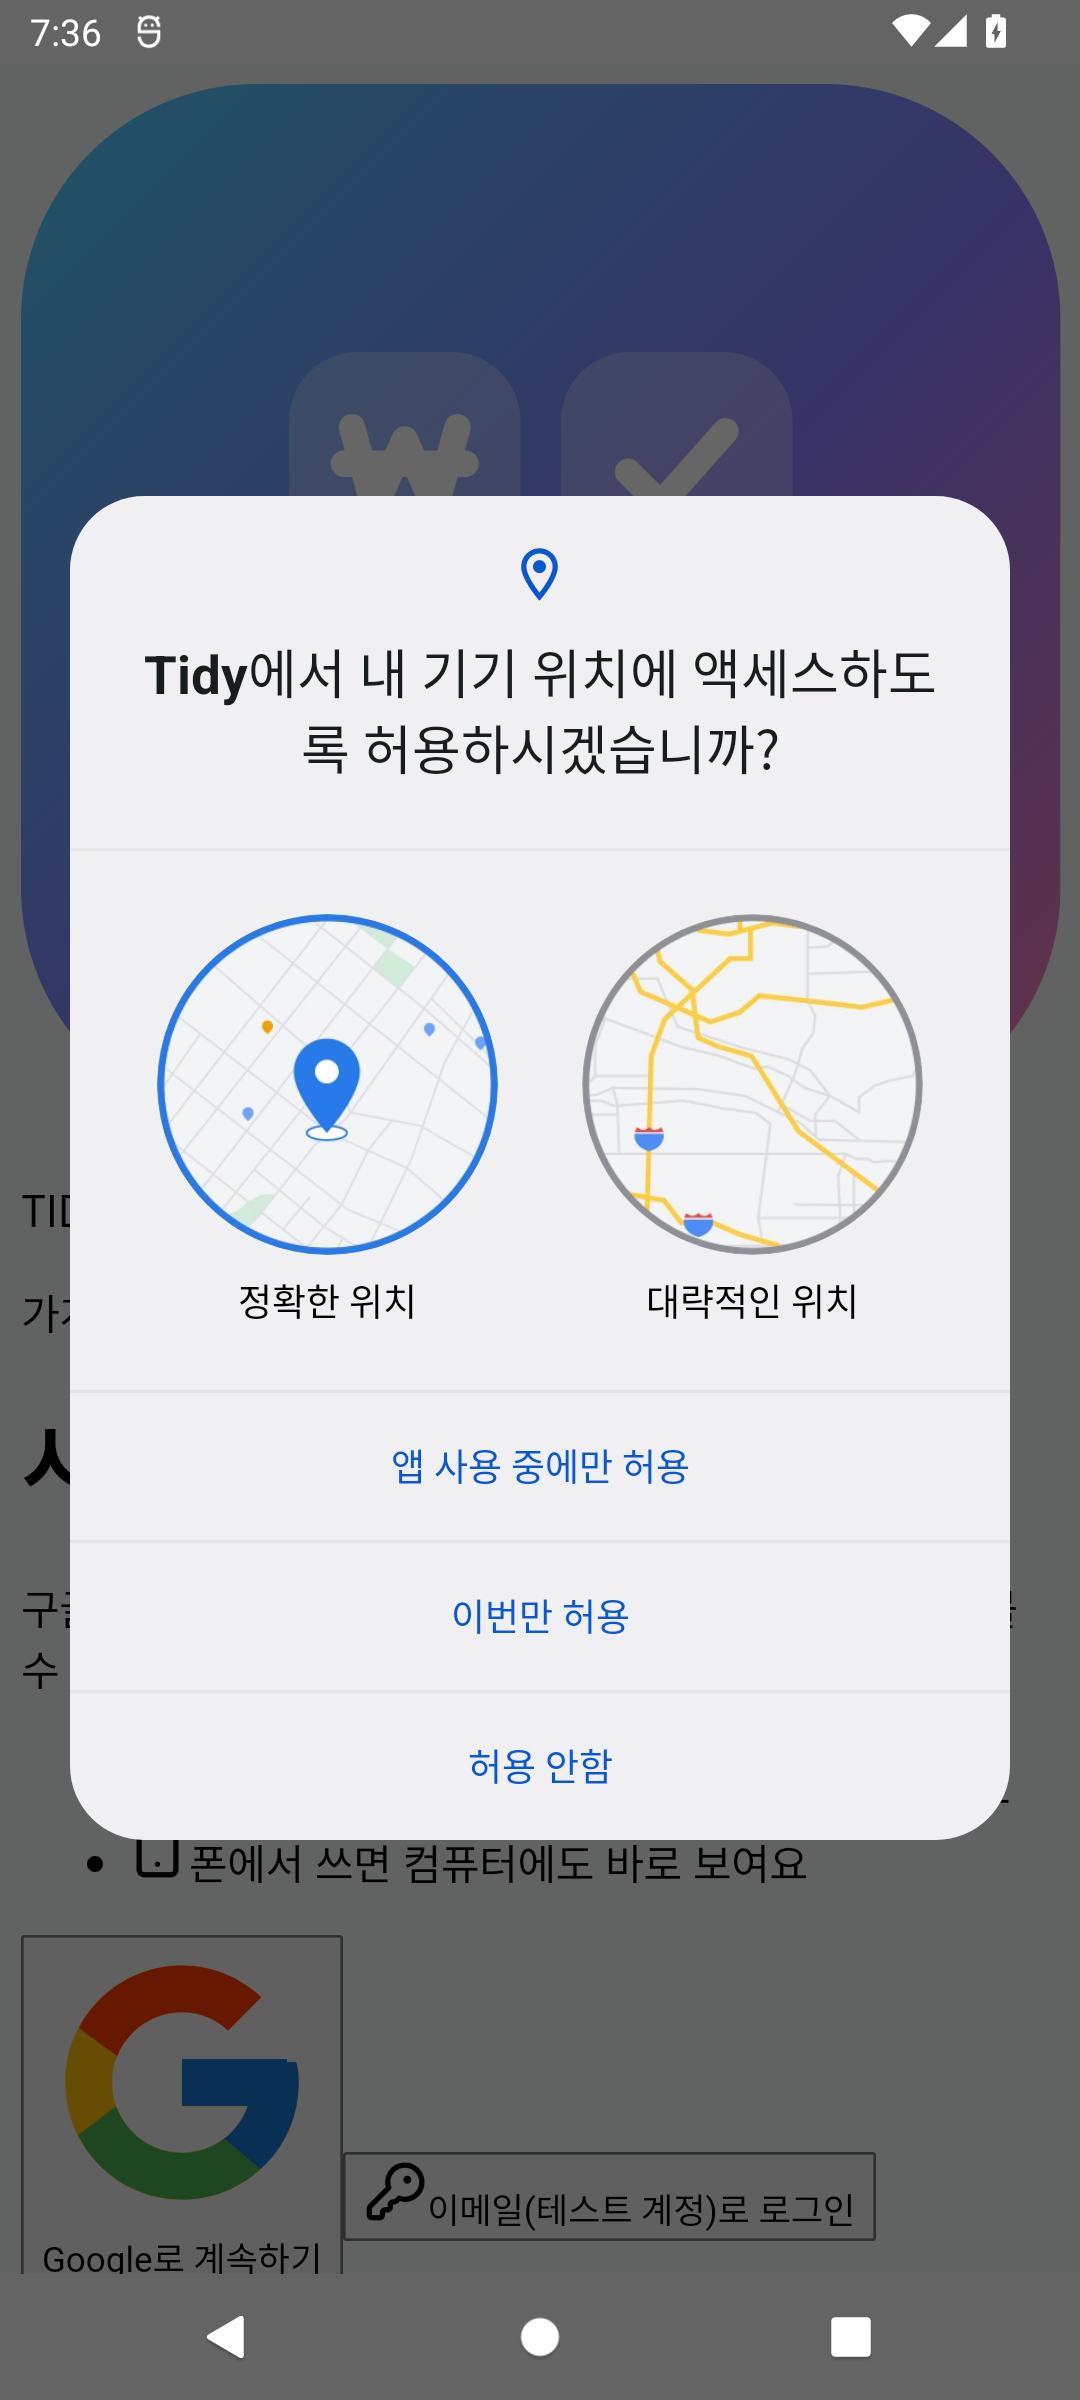 7:36
Tidy에서 내 기기 위치에 액세스하도
록 허용하시겠습니까?
정확한 위치
대략적인 위치
앱 사용 중에만 허용
이번만 허용
허용 안함
수
폰에서 쓰면 컴퓨터에도 바로 보여요
이메일(테스트 계정)로 로그인
Google로 계속하기